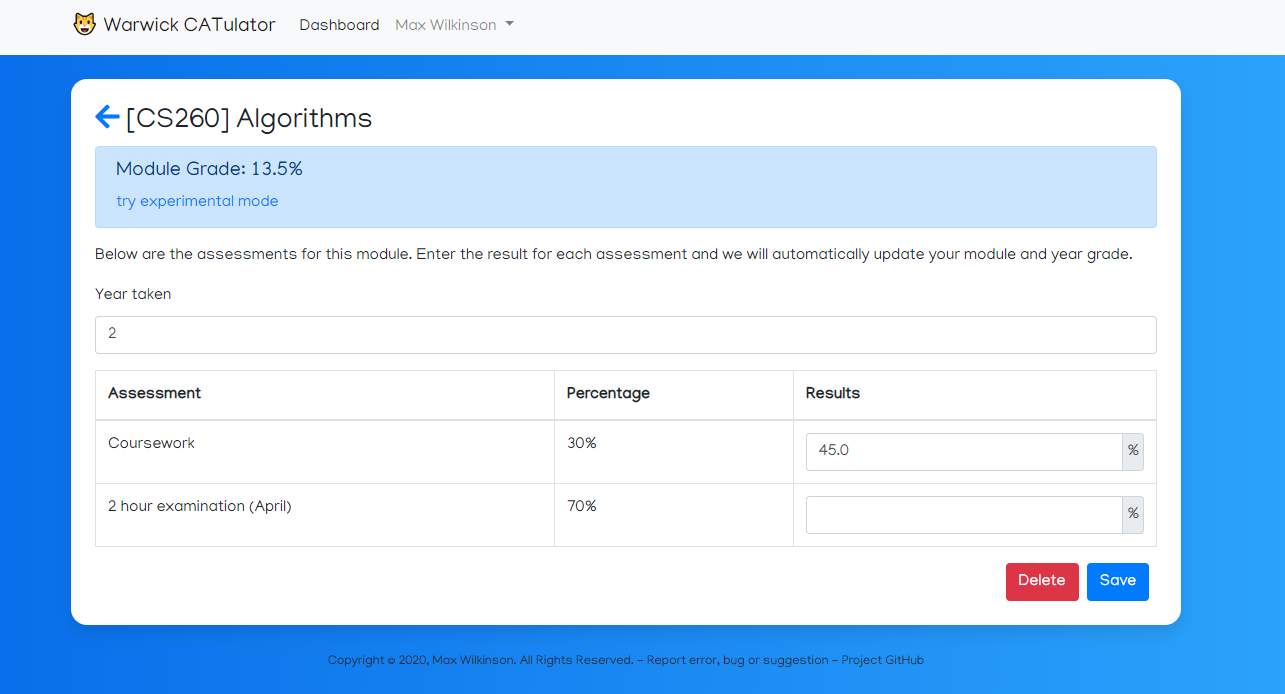 Warwick CATulator Dashboard Max Wilkinson
[CS260] Algorithms
Module Grade: 13.5%
try experimental mode
Below are the assessments for this module. Enter the result for each assessment and we will automatically update your module and year grade.
Year taken
2
Assessment Percentage Results
Coursework 30% 45.0 %
2 hour examination (April) 70% %
Delete Save
Copyright © 2020, Max Wilkinson. All Rights Reserved. - Report error, bug or suggestion - Project GitHub